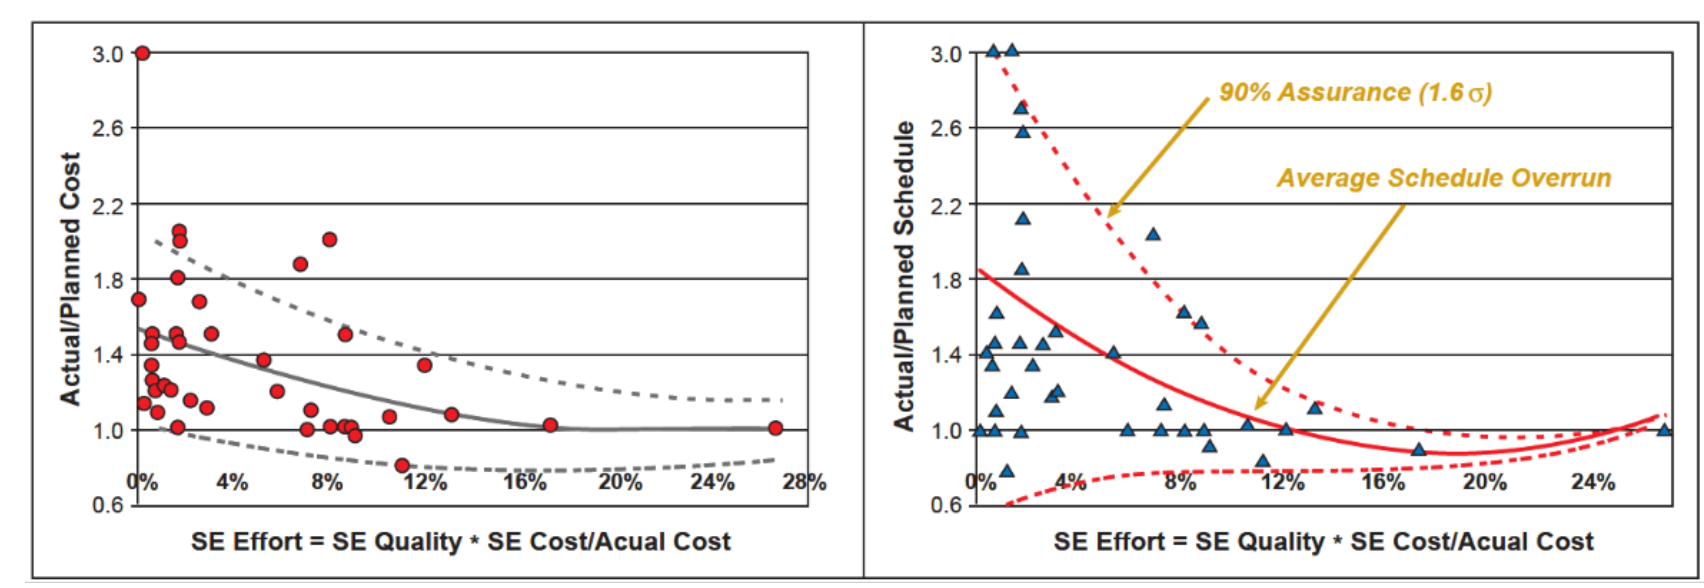 3.0
2.6
2.2
1.8
1.4
1.0
0.6
Actual/Planned Cost
0% 4% 8% 12% 16% 20% 24% 28%
SE Effort = SE Quality * SE Cost/Acual Cost
3.0
2.6
2.2
1.8
1.4
1.0
0.6
Actual/Planned Schedule
90% Assurance (1.6 σ)
Average Schedule Overrun
0% 4% 8% 12% 16% 20% 24%
SE Effort = SE Quality * SE Cost/Acual Cost